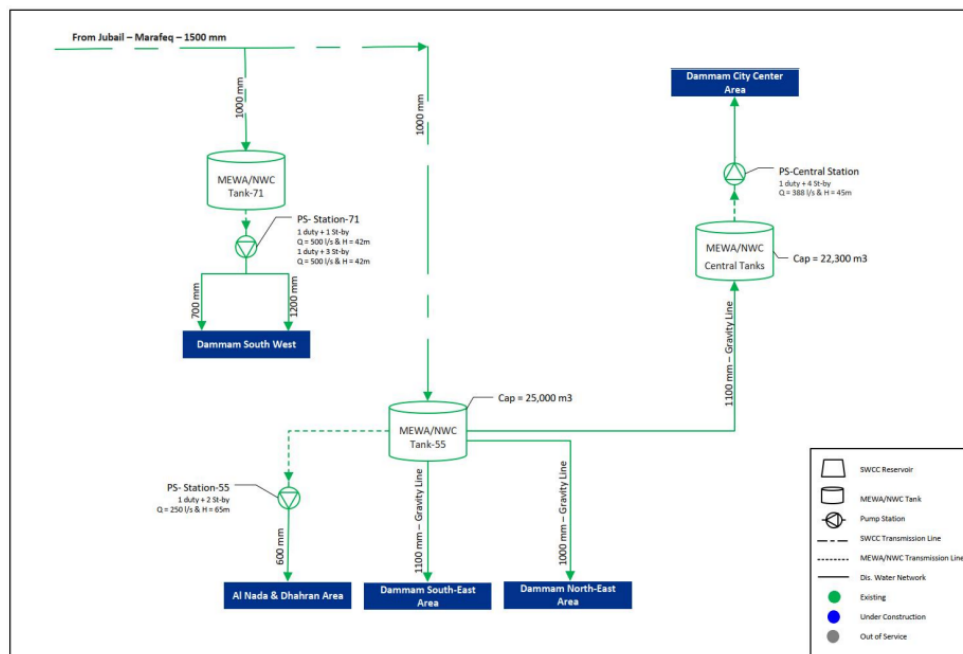 From Jubail – Marafeq – 1500 mm
1000 mm
1000 mm
MEWA/NWC
Tank-71
PS- Station-71
1 duty + 1 St-by
Q = 500 l/s & H = 42m
1 duty + 3 St-by
Q = 500 l/s & H = 42m
700 mm
1200 mm
Dammam South West
Dammam City Center
Area
PS-Central Station
1 duty + 4 St-by
Q = 388 l/s & H = 45m
MEWA/NWC
Central Tanks
Cap = 22,300 m3
1100 mm – Gravity Line
Cap = 25,000 m3
MEWA/NWC
Tank-55
PS- Station-55
1 duty + 2 St-by
Q = 250 l/s & H = 65m
600 mm
1100 mm – Gravity Line
1000 mm – Gravity Line
Al Nada & Dhahran Area
Dammam South-East
Area
Dammam North-East
Area
SWCC Reservoir
MEWA/NWC Tank
Pump Station
SWCC Transmission Line
MEWA/NWC Transmission Line
Dis. Water Network
Existing
Under Construction
Out of Service